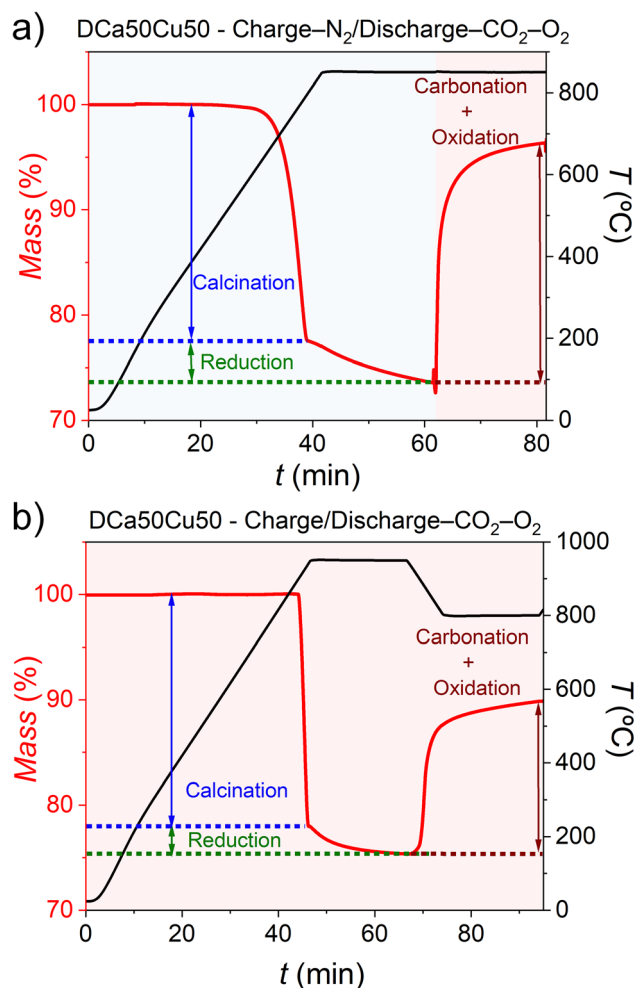 a)
DCa50Cu50 - Charge–N₂/Discharge–CO₂–O₂
100
90
80
70
Mass (%)
Calcination
Reduction
Carbonation
+
Oxidation
800
600
400
200
0
T (ºC)
0 20 40 60 80
t (min)
b)
DCa50Cu50 - Charge/Discharge–CO₂–O₂
100
90
80
70
Mass (%)
Calcination
Reduction
Carbonation
+
Oxidation
1000
800
600
400
200
0
T (ºC)
0 20 40 60 80
t (min)